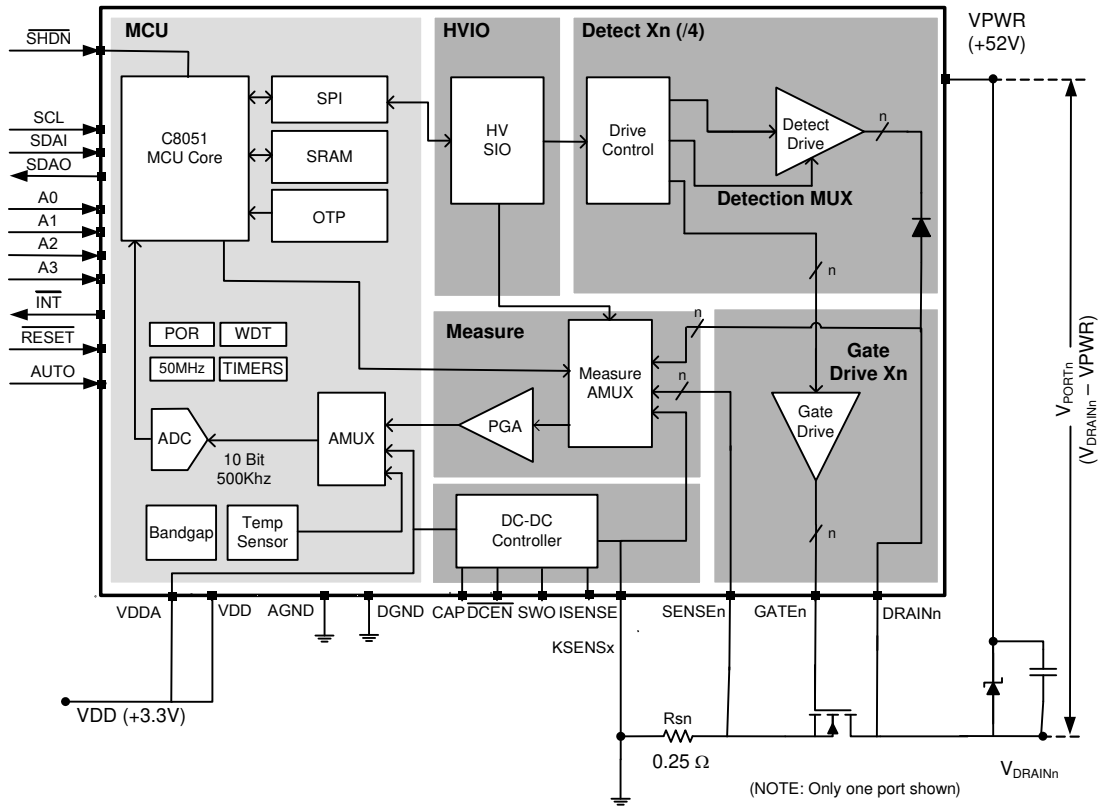 MCU
HVIO
Detect Xn (/4)
VPWR
(+52V)
SHDN
SCL
SDAI
SDAO
A0
A1
A2
A3
INT
RESET
AUTO
C8051
MCU Core
SPI
SRAM
OTP
HV
SIO
Drive
Control
Detect
Drive
n
Detection MUX
n
POR
WDT
50MHz
TIMERS
Measure
n
n
Measure
AMUX
Gate
Drive Xn
Gate
Drive
n
ADC
10 Bit
500Khz
AMUX
PGA
Bandgap
Temp
Sensor
DC-DC
Controller
VPORTn
(VDRAINn – VPWR)
VDDA
VDD
AGND
DGND
CAP
DCEN
SWO
ISENSE
KSENSx
SENSEn
GATEn
DRAINn
VDD (+3.3V)
Rsn
0.25 Ω
VDRAINn
(NOTE: Only one port shown)